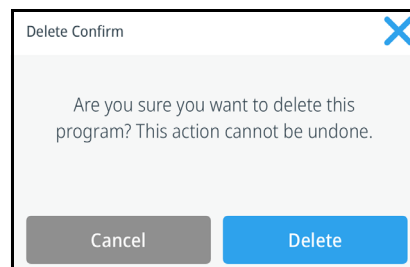 Delete Confirm
Are you sure you want to delete this
program? This action cannot be undone.
Cancel
Delete